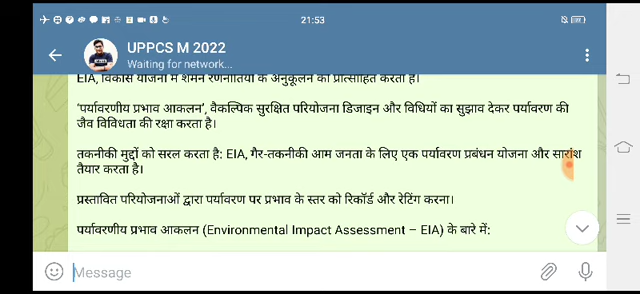 21:53
UPPCS M 2022
Waiting for network...
EIA, विकास योजना में शमन रणनीतियों के अनुकूलन को प्रोत्साहित करता है।
‘पर्यावरणीय प्रभाव आकलन’, वैकल्पिक सुरक्षित परियोजना डिजाइन और विधियों का सुझाव देकर पर्यावरण की
जैव विविधता की रक्षा करता है।
तकनीकी मुद्दों को सरल करता है: EIA, गैर-तकनीकी आम जनता के लिए एक पर्यावरण प्रबंधन योजना और सारांश
तैयार करता है।
प्रस्तावित परियोजनाओं द्वारा पर्यावरण पर प्रभाव के स्तर को रिकॉर्ड और रेटिंग करना।
पर्यावरणीय प्रभाव आकलन (Environmental Impact Assessment – EIA) के बारे में:
Message